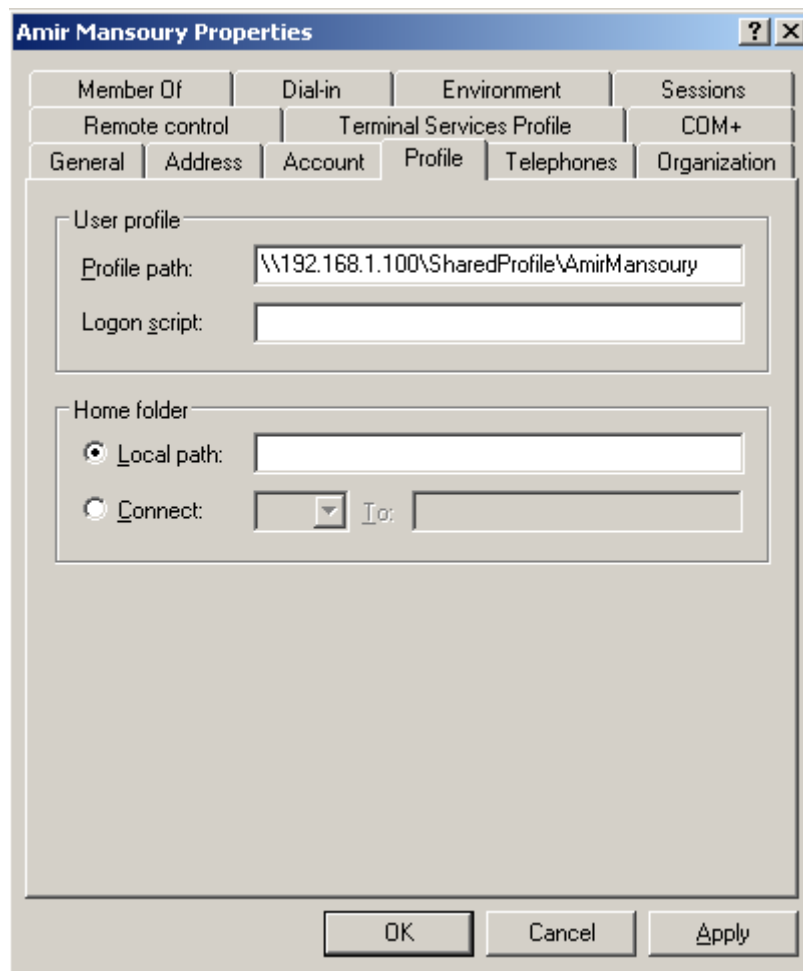 Amir Mansoury Properties
Member Of Dial-in Environment Sessions
Remote control Terminal Services Profile COM+
General Address Account Profile Telephones Organization
User profile
Profile path: \\192.168.1.100\SharedProfile\AmirMansoury
Logon script:
Home folder
Local path:
Connect: To:
OK Cancel Apply